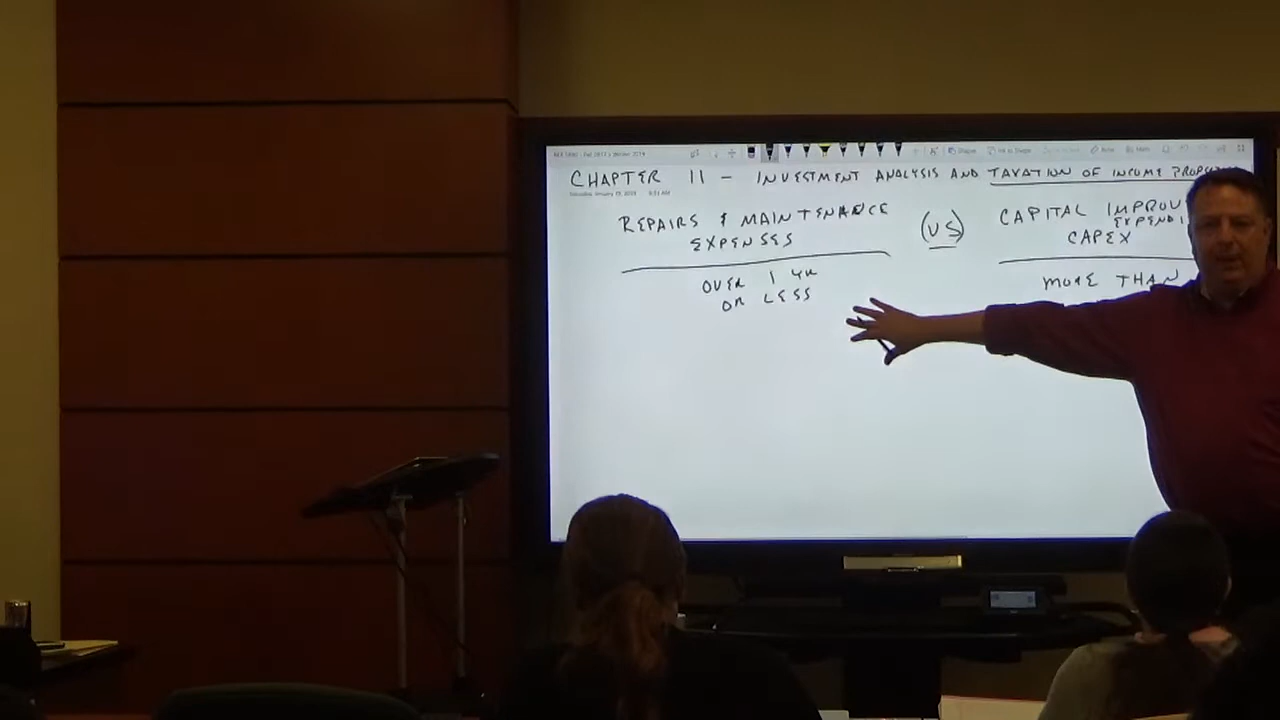 CHAPTER 11 - INVESTMENT ANALYSIS AND TAXATION OF INCOME
REPAIRS & MAINTENANCE (VS) CAPITAL
EXPENSES CAPEX
OVER 1 YR MORE THAN
OR LESS